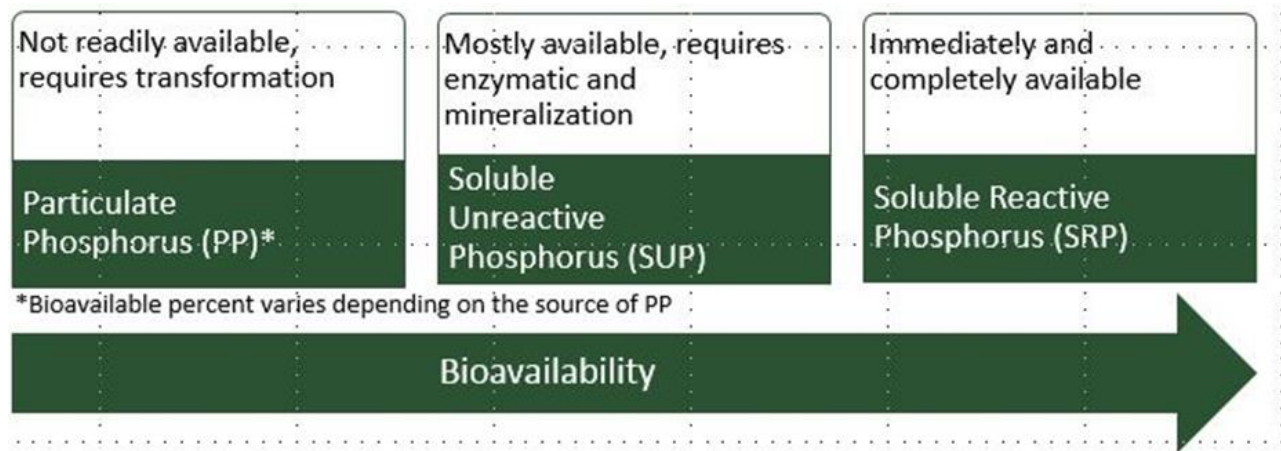 Not readily available,
requires transformation
Particulate
Phosphorus (PP)*
Mostly available, requires
enzymatic and
mineralization
Soluble
Unreactive
Phosphorus (SUP)
Immediately and
completely available
Soluble Reactive
Phosphorus (SRP)
*Bioavailable percent varies depending on the source of PP
Bioavailability